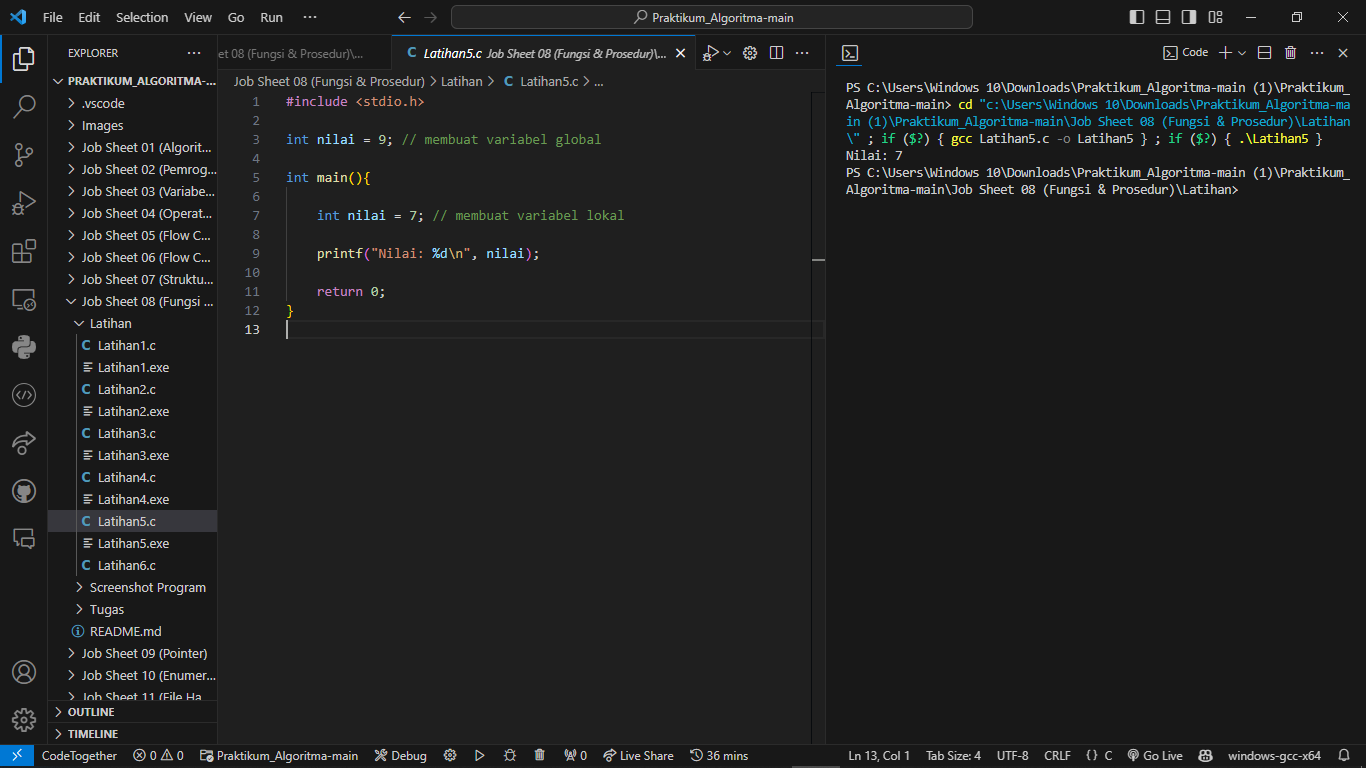 File Edit Selection View Go Run ···
Praktikum_Algoritma-main
EXPLORER ···
et 08 (Fungsi & Prosedur)\...
C Latihan5.c Job Sheet 08 (Fungsi & Prosedur)\...
Code
PRAKTIKUM_ALGORITMA-...
.vscode
Images
Job Sheet 01 (Algorit...
Job Sheet 02 (Pemrog...
Job Sheet 03 (Variabe...
Job Sheet 04 (Operat...
Job Sheet 05 (Flow C...
Job Sheet 06 (Flow C...
Job Sheet 07 (Struktu...
Job Sheet 08 (Fungsi ...
Latihan
C Latihan1.c
Latihan1.exe
C Latihan2.c
Latihan2.exe
C Latihan3.c
Latihan3.exe
C Latihan4.c
Latihan4.exe
C Latihan5.c
Latihan5.exe
C Latihan6.c
Screenshot Program
Tugas
README.md
Job Sheet 09 (Pointer)
Job Sheet 10 (Enumer...
Job Sheet 11 (File Ha
OUTLINE
TIMELINE
Job Sheet 08 (Fungsi & Prosedur) > Latihan > C Latihan5.c > ...
1 #include <stdio.h>
2
3 int nilai = 9; // membuat variabel global
4
5 int main(){
6
7 int nilai = 7; // membuat variabel lokal
8
9 printf("Nilai: %d\n", nilai);
10
11 return 0;
12 }
13
PS C:\Users\Windows 10\Downloads\Praktikum_Algoritma-main (1)\Praktikum_
Algoritma-main> cd "c:\Users\Windows 10\Downloads\Praktikum_Algoritma-ma
in (1)\Praktikum_Algoritma-main\Job Sheet 08 (Fungsi & Prosedur)\Latihan
\" ; if ($?) { gcc Latihan5.c -o Latihan5 } ; if ($?) { .\Latihan5 }
Nilai: 7
PS C:\Users\Windows 10\Downloads\Praktikum_Algoritma-main (1)\Praktikum_
Algoritma-main\Job Sheet 08 (Fungsi & Prosedur)\Latihan>
CodeTogether 0 0 Praktikum_Algoritma-main Debug 0 Live Share 36 mins Ln 13, Col 1 Tab Size: 4 UTF-8 CRLF { } C Go Live windows-gcc-x64